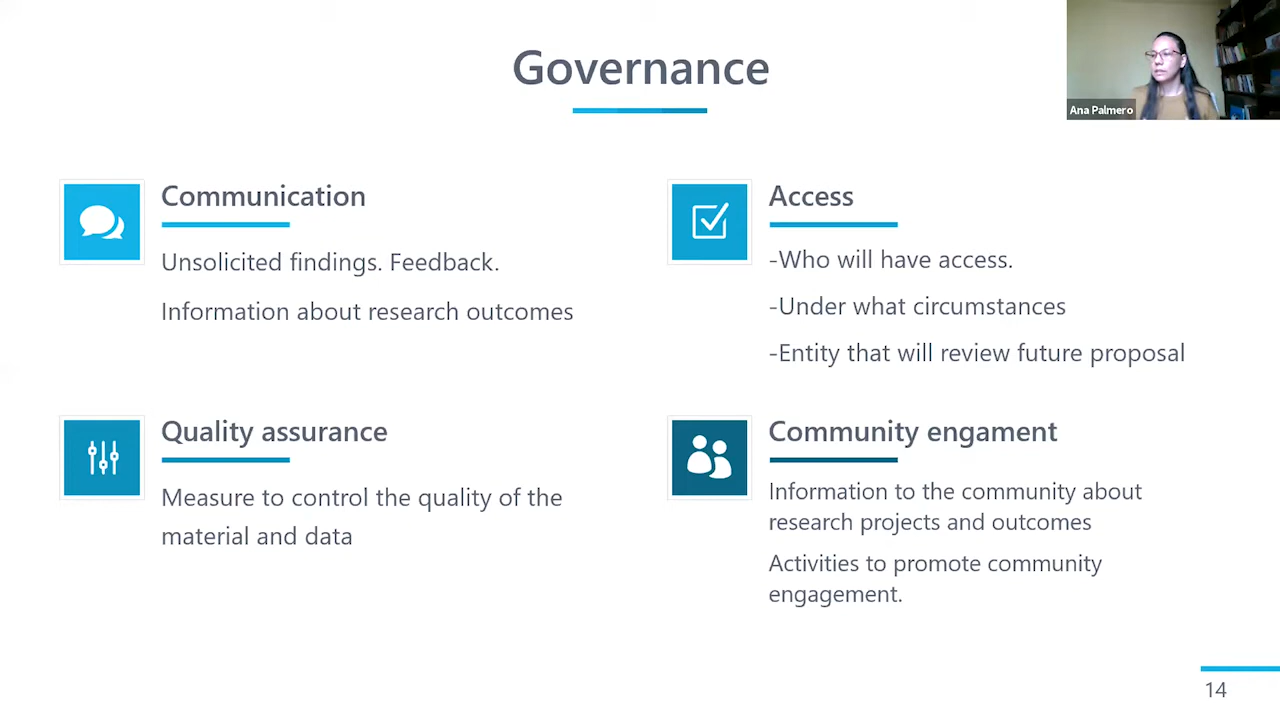 Governance
Ana Palmero
Communication
Unsolicited findings. Feedback.
Information about research outcomes
Access
-Who will have access.
-Under what circumstances
-Entity that will review future proposal
Quality assurance
Measure to control the quality of the
material and data
Community engament
Information to the community about
research projects and outcomes
Activities to promote community
engagement.
14